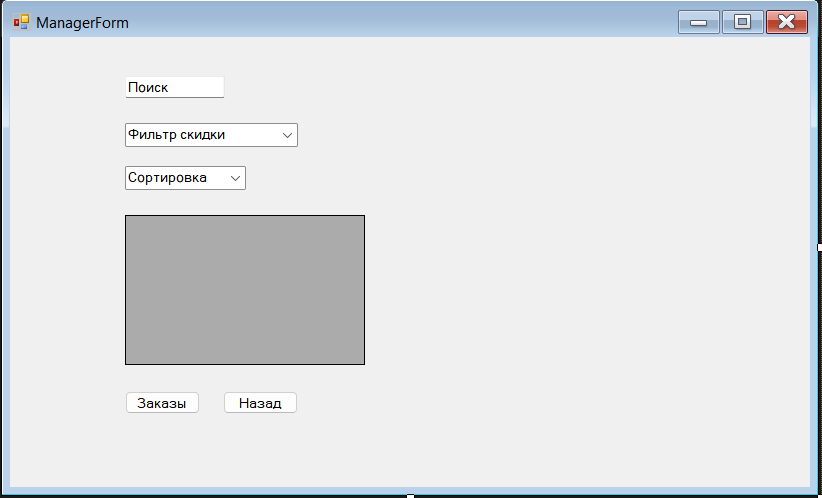 ManagerForm
Поиск
Фильтр скидки
Сортировка
Заказы
Назад